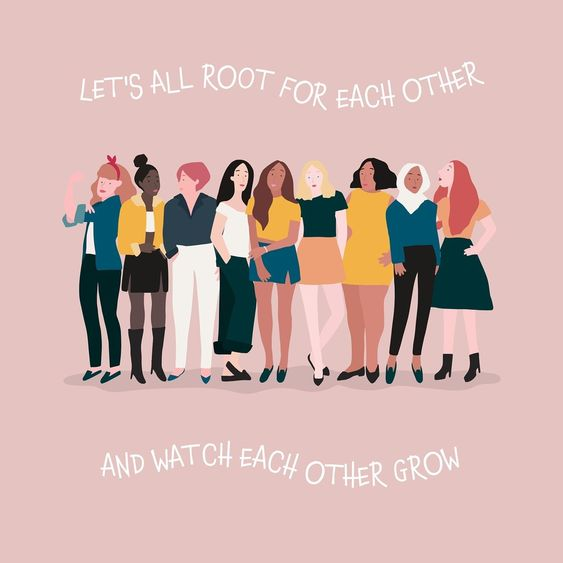 LET'S ALL ROOT FOR EACH OTHER
AND WATCH EACH OTHER GROW